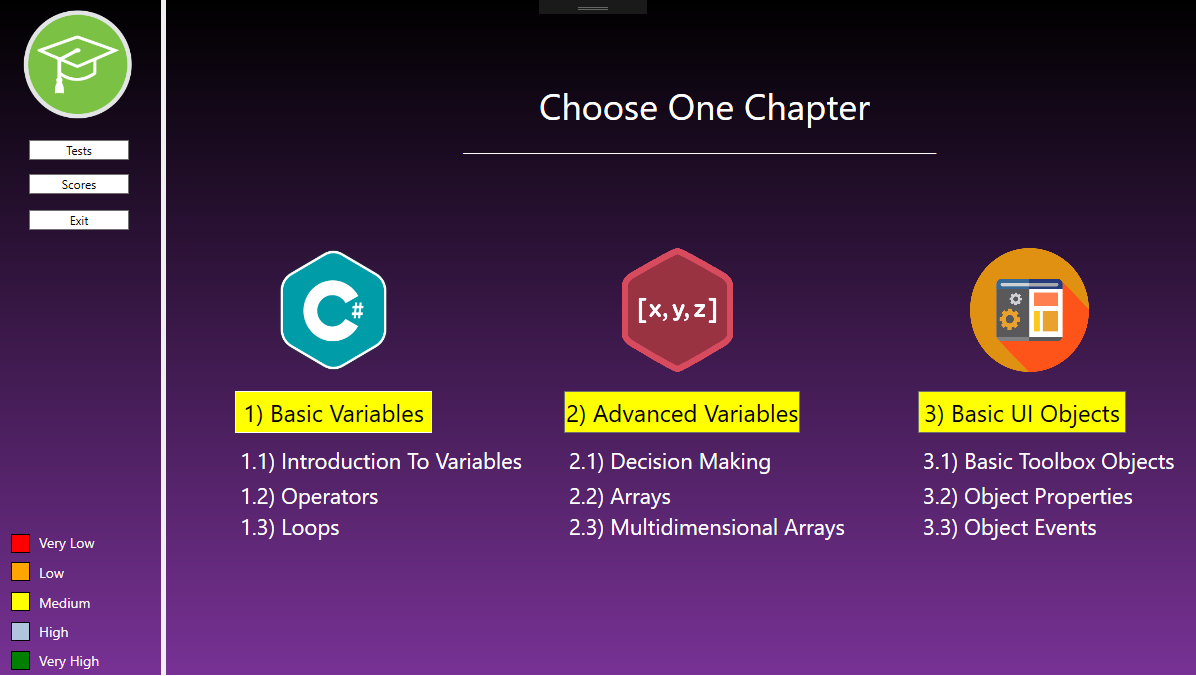 Tests
Scores
Exit
Very Low
Low
Medium
High
Very High
Choose One Chapter
C#
1) Basic Variables
1.1) Introduction To Variables
1.2) Operators
1.3) Loops
[x,y,z]
2) Advanced Variables
2.1) Decision Making
2.2) Arrays
2.3) Multidimensional Arrays
3) Basic UI Objects
3.1) Basic Toolbox Objects
3.2) Object Properties
3.3) Object Events